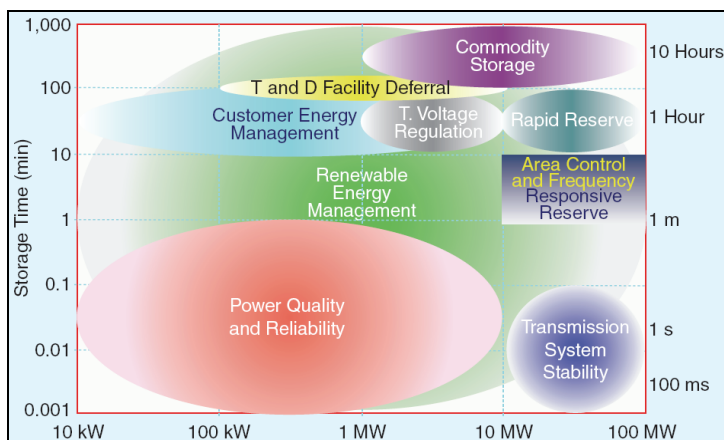 1,000
100
10
1
0.1
0.01
0.001
Storage Time (min)
Commodity
Storage
T and D Facility Deferral
Customer Energy
Management
T. Voltage
Regulation
Rapid Reserve
Renewable
Energy
Management
Area Control
and Frequency
Responsive
Reserve
Power Quality
and Reliability
Transmission
System
Stability
10 Hours
1 Hour
1 m
1 s
100 ms
10 kW
100 kW
1 MW
10 MW
100 MW